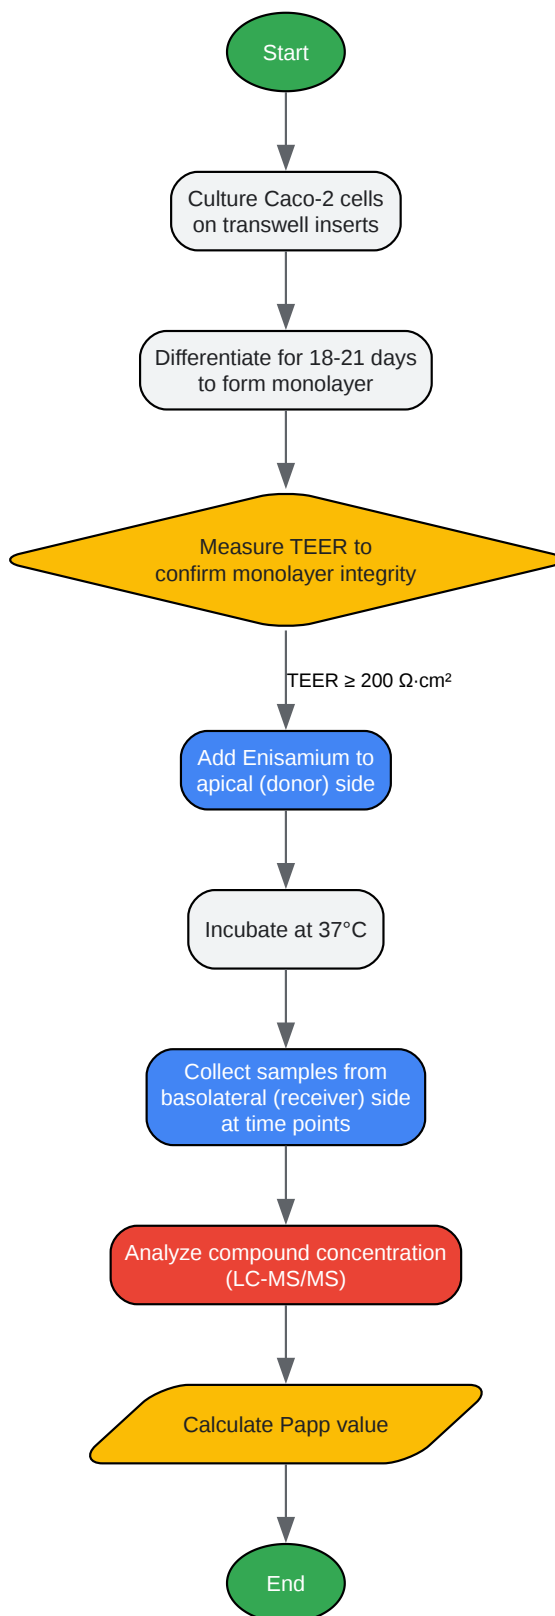 Start
Culture Caco-2 cells
on transwell inserts
Differentiate for 18-21 days
to form monolayer
Measure TEER to
confirm monolayer integrity
TEER ≥ 200 Ω·cm²
Add Enisamium to
apical (donor) side
Incubate at 37°C
Collect samples from
basolateral (receiver) side
at time points
Analyze compound concentration
(LC-MS/MS)
Calculate Papp value
End